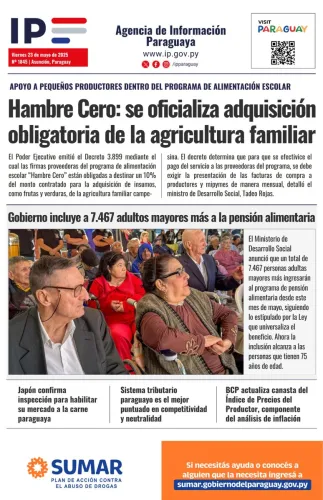 IP
Viernes 23 de mayo de 2025
Nº 1845 | Asunción, Paraguay
Agencia de Información
Paraguaya
www.ip.gov.py
/ipparaguay
VISIT
PARAGUAY
APOYO A PEQUEÑOS PRODUCTORES DENTRO DEL PROGRAMA DE ALIMENTACIÓN ESCOLAR
Hambre Cero: se oficializa adquisición
obligatoria de la agricultura familiar
El Poder Ejecutivo emitió el Decreto 3.899 mediante el
cual las firmas proveedoras del programa de alimentación
escolar "Hambre Cero" están obligadas a destinar un 10%
del monto contratado para la adquisición de insumos,
como frutas y verduras, de la agricultura familiar campe-
sina. El decreto determina que para que se efectivice el
pago del servicio a los proveedores del programa, se debe
exigir la presentación de las facturas de compra a
productores y mipymes de manera mensual, detalló el
ministro de Desarrollo Social, Tadeo Rojas.
Gobierno incluye a 7.467 adultos mayores más a la pensión alimentaria
El Ministerio de
Desarrollo Social
anunció que un total de
7.467 personas adultas
mayores más ingresarán
al programa de pensión
alimentaria desde este
mes de mayo, siguiendo
lo estipulado por la Ley
que universaliza el
beneficio. Ahora la
inclusión alcanza a las
personas que tienen 75
años de edad.
Japón confirma
inspección para habilitar
su mercado a la carne
paraguaya
Sistema tributario
paraguayo es el mejor
puntuado en competitividad
y neutralidad
BCP actualiza canasta del
Índice de Precios del
Productor, componente
del análisis de inflación
SUMAR
PLAN DE ACCIÓN CONTRA
EL ABUSO DE DROGAS
Si necesitás ayuda o conocés a
alguien que la necesita ingresá a
sumar.gobiernodelparaguay.gov.py